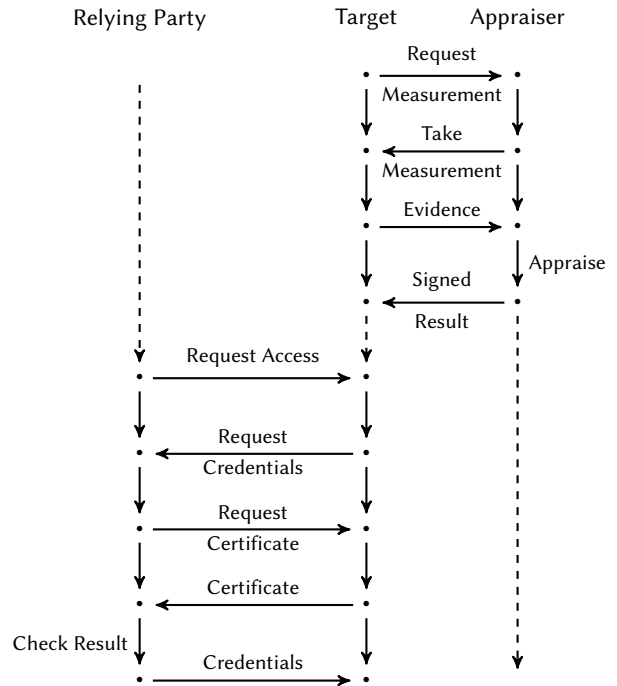 Relying Party
Target
Appraiser
Request
Measurement
Take
Measurement
Evidence
Appraise
Signed
Result
Request Access
Request
Credentials
Request
Certificate
Certificate
Check Result
Credentials